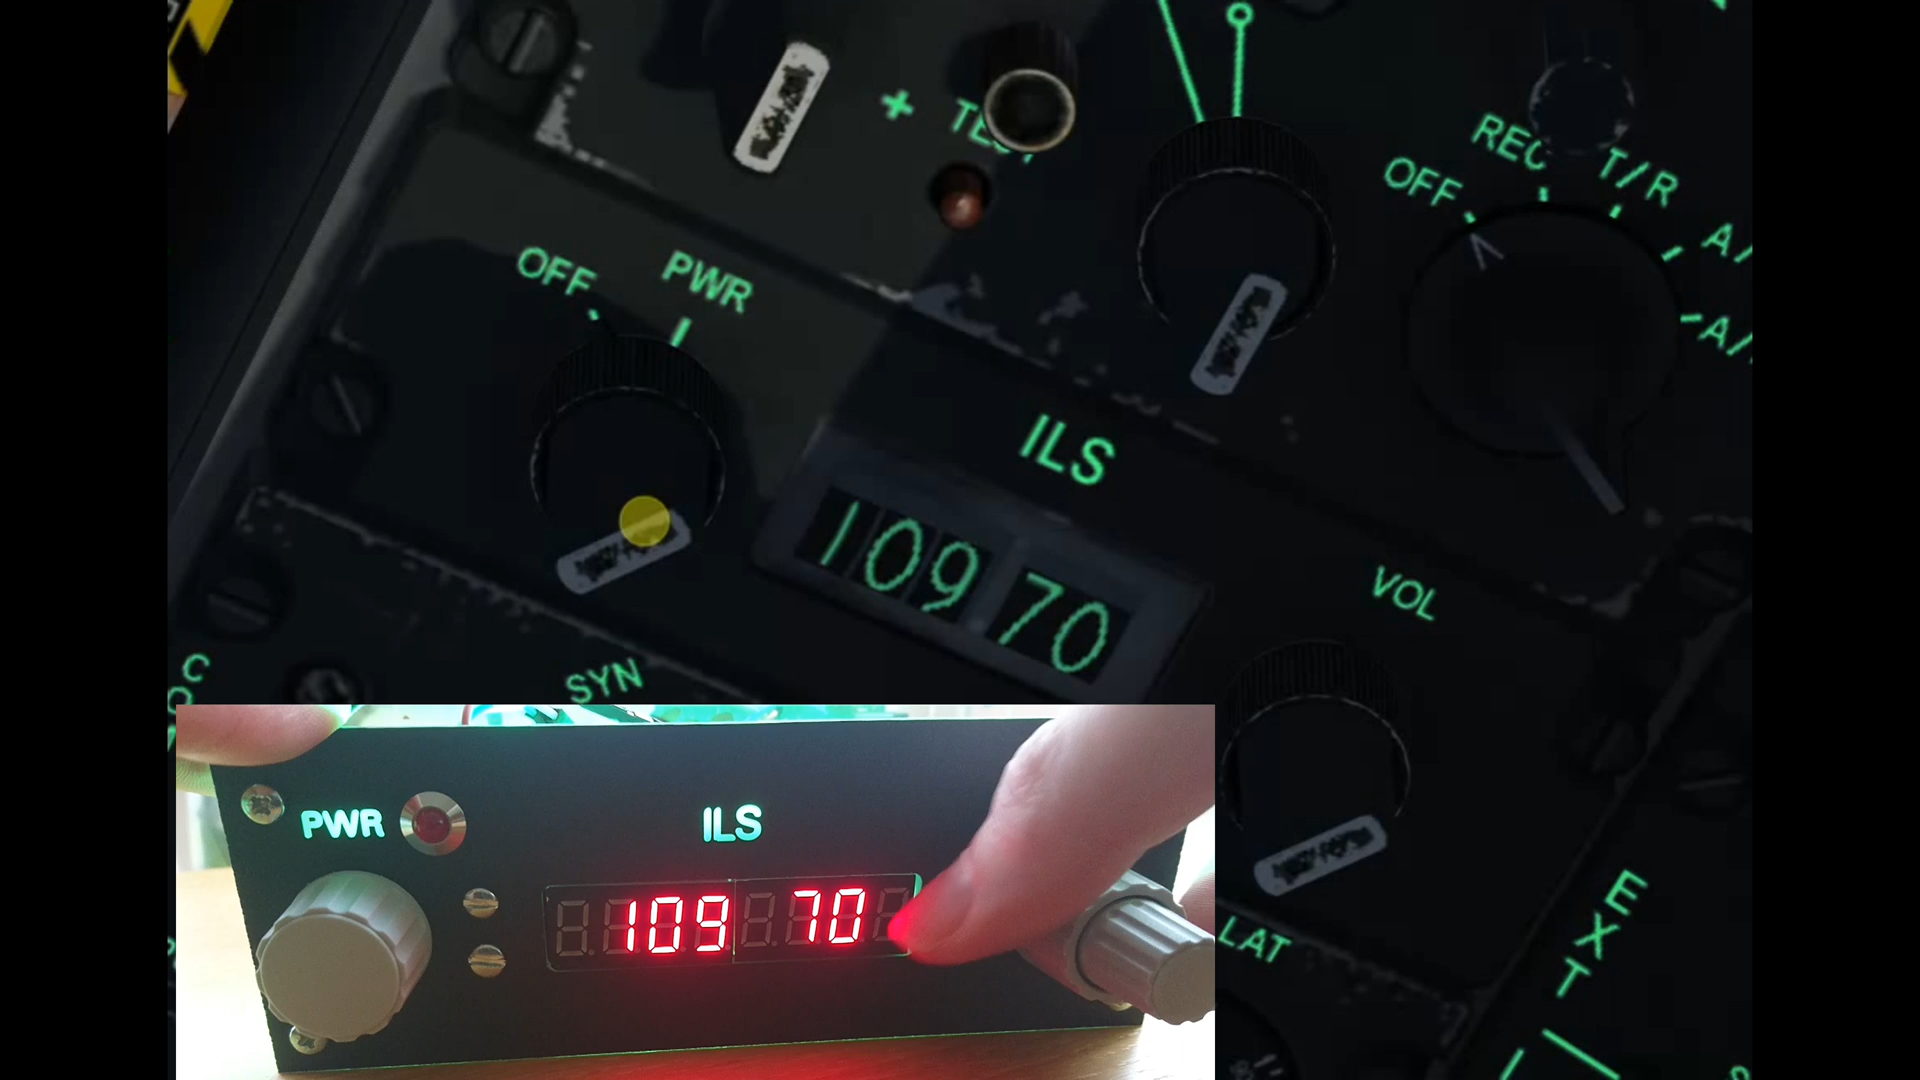 + TEST
OFF REC T/R A/
A/
OFF PWR
ILS
109 70
VOL
SYN
C
O
PWR ILS
109 70
LAT
EXT